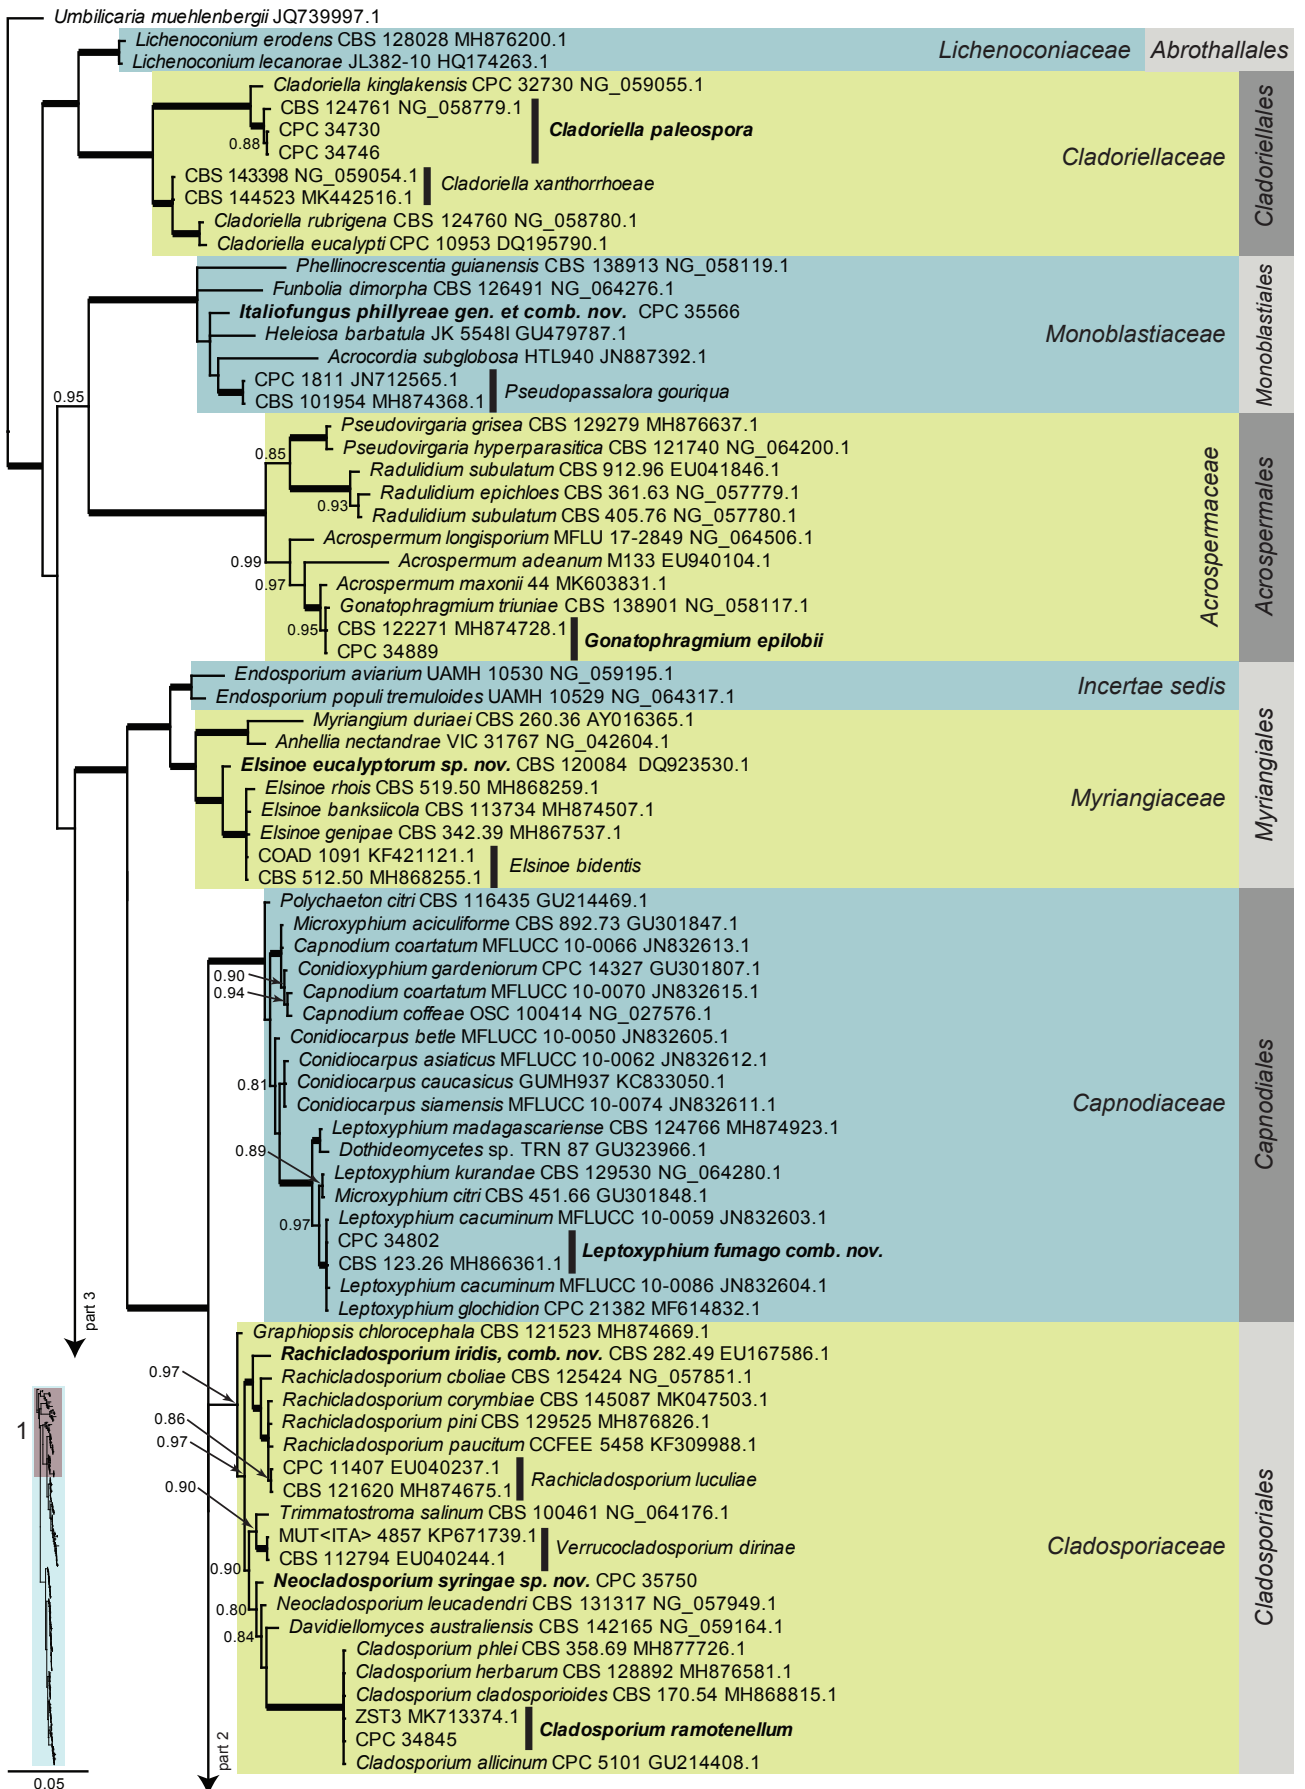 Umbilicaria muehlenbergii JQ739997.1
Lichenoconium erodens CBS 128028 MH876200.1
Lichenoconium lecanorae JL382-10 HQ174263.1
Lichenoconiaceae
Abrothallales
Cladoriella kinglakensis CPC 32730 NG_059055.1
CBS 124761 NG_058779.1
CPC 34730
0.88
CPC 34746
Cladoriella paleospora
CBS 143398 NG_059054.1
CBS 144523 MK442516.1
Cladoriella xanthorrhoeae
Cladoriella rubrigena CBS 124760 NG_058780.1
Cladoriella eucalypti CPC 10953 DQ195790.1
Cladoriellaceae
Cladoriellales
Phellinocrescentia guianensis CBS 138913 NG_058119.1
Funbolia dimorpha CBS 126491 NG_064276.1
Italiofungus phillyreae gen. et comb. nov. CPC 35566
Heleiosa barbatula JK 5548I GU479787.1
Acrocordia subglobosa HTL940 JN887392.1
CPC 1811 JN712565.1
CBS 101954 MH874368.1
Pseudopassalora gouriqua
0.95
Monoblastiaceae
Monoblastiales
Pseudovirgaria grisea CBS 129279 MH876637.1
Pseudovirgaria hyperparasitica CBS 121740 NG_064200.1
0.85
Radulidium subulatum CBS 912.96 EU041846.1
Radulidium epichloes CBS 361.63 NG_057779.1
0.93
Radulidium subulatum CBS 405.76 NG_057780.1
Acrospermum longisporium MFLU 17-2849 NG_064506.1
0.99
Acrospermum adeanum M133 EU940104.1
0.97
Acrospermum maxonii 44 MK603831.1
Gonatophragmium triuniae CBS 138901 NG_058117.1
0.95
CBS 122271 MH874728.1
CPC 34889
Gonatophragmium epilobii
Acrospermaceae
Acrospermales
Endosporium aviarium UAMH 10530 NG_059195.1
Endosporium populi tremuloides UAMH 10529 NG_064317.1
Incertae sedis
Myriangium duriaei CBS 260.36 AY016365.1
Anhellia nectandrae VIC 31767 NG_042604.1
Elsinoe eucalyptorum sp. nov. CBS 120084 DQ923530.1
Elsinoe rhois CBS 519.50 MH868259.1
Elsinoe banksiicola CBS 113734 MH874507.1
Elsinoe genipae CBS 342.39 MH867537.1
COAD 1091 KF421121.1
CBS 512.50 MH868255.1
Elsinoe bidentis
Myriangiaceae
Myriangiales
Polychaeton citri CBS 116435 GU214469.1
Microxyphium aciculiforme CBS 892.73 GU301847.1
Capnodium coartatum MFLUCC 10-0066 JN832613.1
Conidioxyphium gardeniorum CPC 14327 GU301807.1
0.90
Capnodium coartatum MFLUCC 10-0070 JN832615.1
0.94
Capnodium coffeae OSC 100414 NG_027576.1
Conidiocarpus betle MFLUCC 10-0050 JN832605.1
Conidiocarpus asiaticus MFLUCC 10-0062 JN832612.1
0.81
Conidiocarpus caucasicus GUMH937 KC833050.1
Conidiocarpus siamensis MFLUCC 10-0074 JN832611.1
Leptoxyphium madagascariense CBS 124766 MH874923.1
0.89
Dothideomycetes sp. TRN 87 GU323966.1
Leptoxyphium kurandae CBS 129530 NG_064280.1
Microxyphium citri CBS 451.66 GU301848.1
0.97
Leptoxyphium cacuminum MFLUCC 10-0059 JN832603.1
CPC 34802
CBS 123.26 MH866361.1
Leptoxyphium fumago comb. nov.
Leptoxyphium cacuminum MFLUCC 10-0086 JN832604.1
Leptoxyphium glochidion CPC 21382 MF614832.1
Capnodiaceae
Capnodiales
part 3
Graphiopsis chlorocephala CBS 121523 MH874669.1
Rachicladosporium iridis, comb. nov. CBS 282.49 EU167586.1
0.97
Rachicladosporium cboliae CBS 125424 NG_057851.1
Rachicladosporium corymbiae CBS 145087 MK047503.1
0.86
Rachicladosporium pini CBS 129525 MH876826.1
0.97
Rachicladosporium paucitum CCFEE 5458 KF309988.1
CPC 11407 EU040237.1
CBS 121620 MH874675.1
Rachicladosporium luculiae
0.90
Trimmatostroma salinum CBS 100461 NG_064176.1
MUT<ITA> 4857 KP671739.1
CBS 112794 EU040244.1
Verrucocladosporium dirinae
0.90
Neocladosporium syringae sp. nov. CPC 35750
0.80
Neocladosporium leucadendri CBS 131317 NG_057949.1
0.84
Davidiellomyces australiensis CBS 142165 NG_059164.1
Cladosporium phlei CBS 358.69 MH877726.1
Cladosporium herbarum CBS 128892 MH876581.1
Cladosporium cladosporioides CBS 170.54 MH868815.1
ZST3 MK713374.1
CPC 34845
Cladosporium ramotenellum
Cladosporium allicinum CPC 5101 GU214408.1
Cladosporiaceae
Cladosporiales
part 2
1
0.05